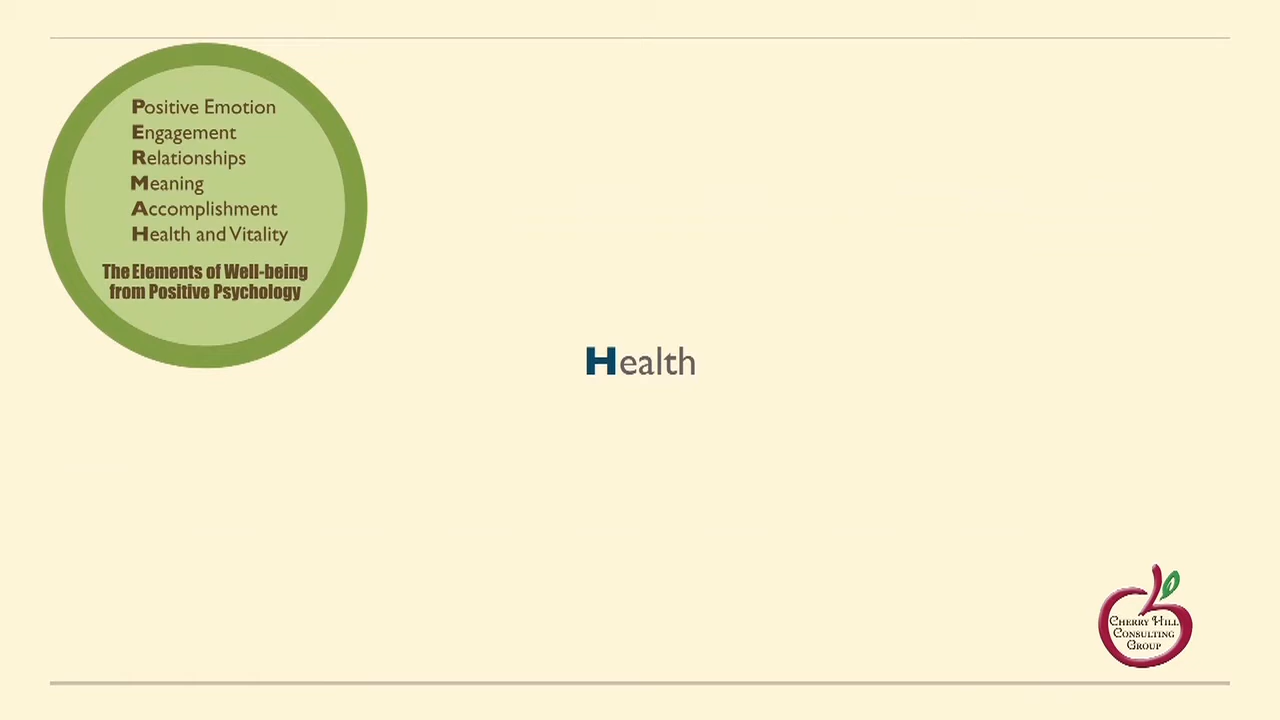 Positive Emotion
Engagement
Relationships
Meaning
Accomplishment
Health and Vitality
The Elements of Well-being
from Positive Psychology
Health
Cherry Hill
Consulting
Group